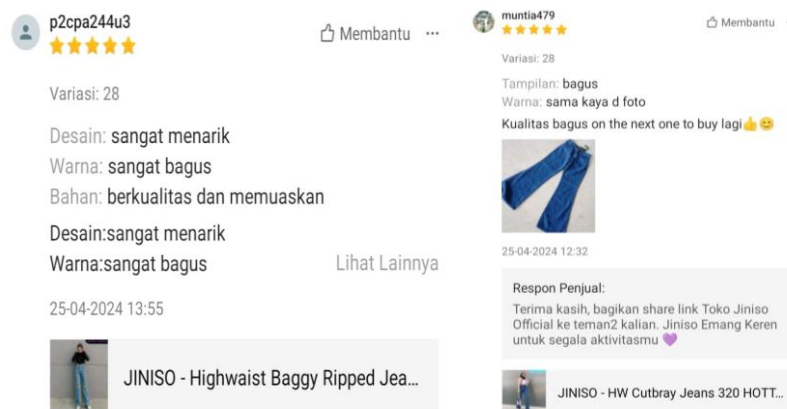 p2cpa244u3
Membantu
Variasi: 28
Desain: sangat menarik
Warna: sangat bagus
Bahan: berkualitas dan memuaskan
Desain:sangat menarik
Warna:sangat bagus
Lihat Lainnya
25-04-2024 13:55
JINISO - Highwaist Baggy Ripped Jea...
muntia479
Membantu
Variasi: 28
Tampilan: bagus
Warna: sama kaya d foto
Kualitas bagus on the next one to buy lagi👍😊
25-04-2024 12:32
Respon Penjual:
Terima kasih, bagikan share link Toko Jiniso
Official ke teman2 kalian. Jiniso Emang Keren
untuk segala aktivitasmu 💜
JINISO - HW Cutbray Jeans 320 HOTT...